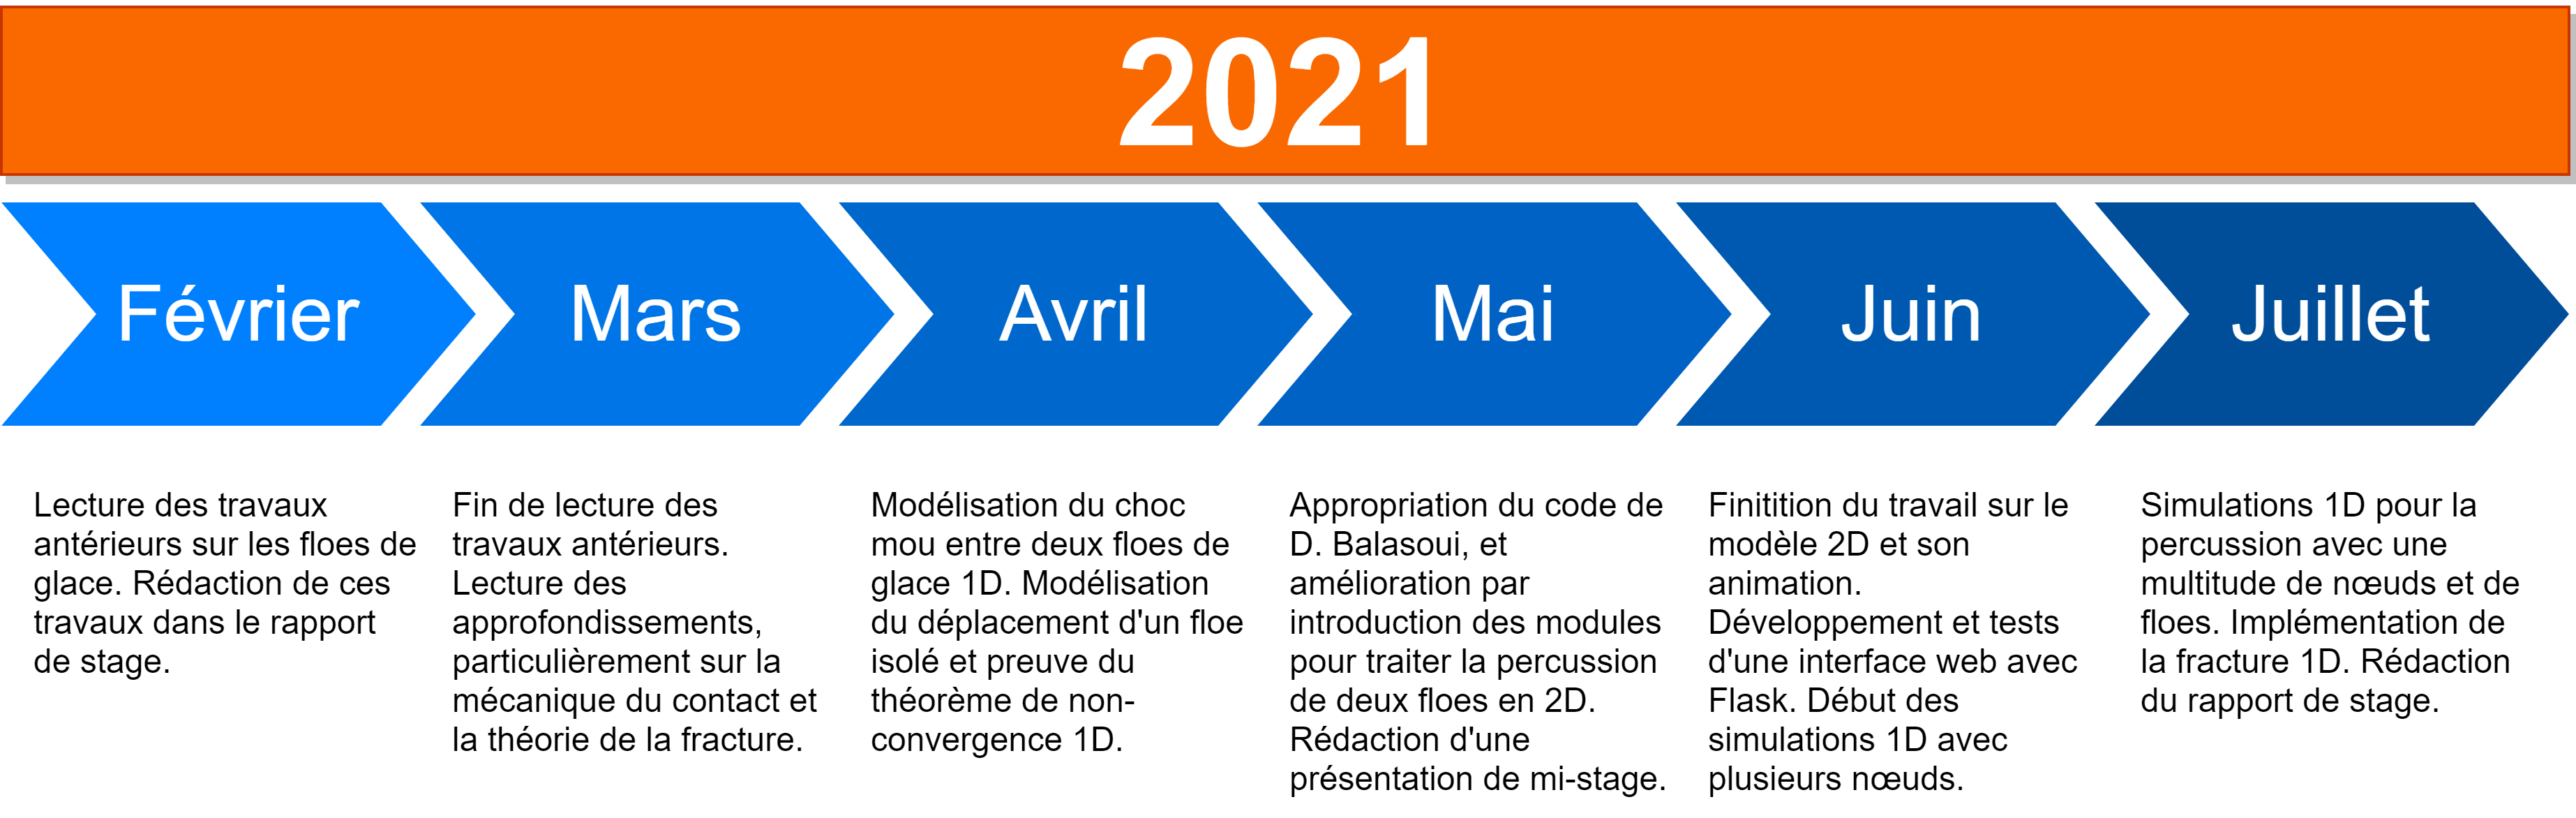 2021
Février
Mars
Avril
Mai
Juin
Juillet
Lecture des travaux
antérieurs sur les floes de
glace. Rédaction de ces
travaux dans le rapport
de stage.
Fin de lecture des
travaux antérieurs.
Lecture des
approfondissements,
particulièrement sur la
mécanique du contact et
la théorie de la fracture.
Modélisation du choc
mou entre deux floes de
glace 1D. Modélisation
du déplacement d'un floe
isolé et preuve du
théorème de non-
convergence 1D.
Appropriation du code de
D. Balasoui, et
amélioration par
introduction des modules
pour traiter la percussion
de deux floes en 2D.
Rédaction d'une
présentation de mi-stage.
Finitition du travail sur le
modèle 2D et son
animation.
Développement et tests
d'une interface web avec
Flask. Début des
simulations 1D avec
plusieurs nœuds.
Simulations 1D pour la
percussion avec une
multitude de nœuds et de
floes. Implémentation de
la fracture 1D. Rédaction
du rapport de stage.